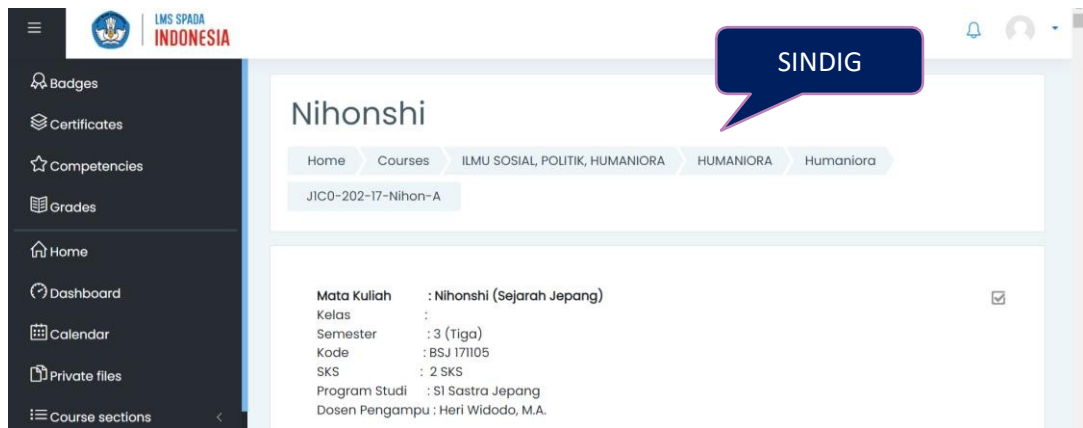 LMS SPADA
INDONESIA
SINDIG
Badges
Certificates
Competencies
Grades
Home
Dashboard
Calendar
Private files
Course sections
Nihonshi
Home Courses ILMU SOSIAL, POLITIK, HUMANIORA HUMANIORA Humaniora
J1C0-202-17-Nihon-A
Mata Kuliah : Nihonshi (Sejarah Jepang)
Kelas :
Semester : 3 (Tiga)
Kode : BSJ 171105
SKS : 2 SKS
Program Studi : S1 Sastra Jepang
Dosen Pengampu : Heri Widodo, M.A.